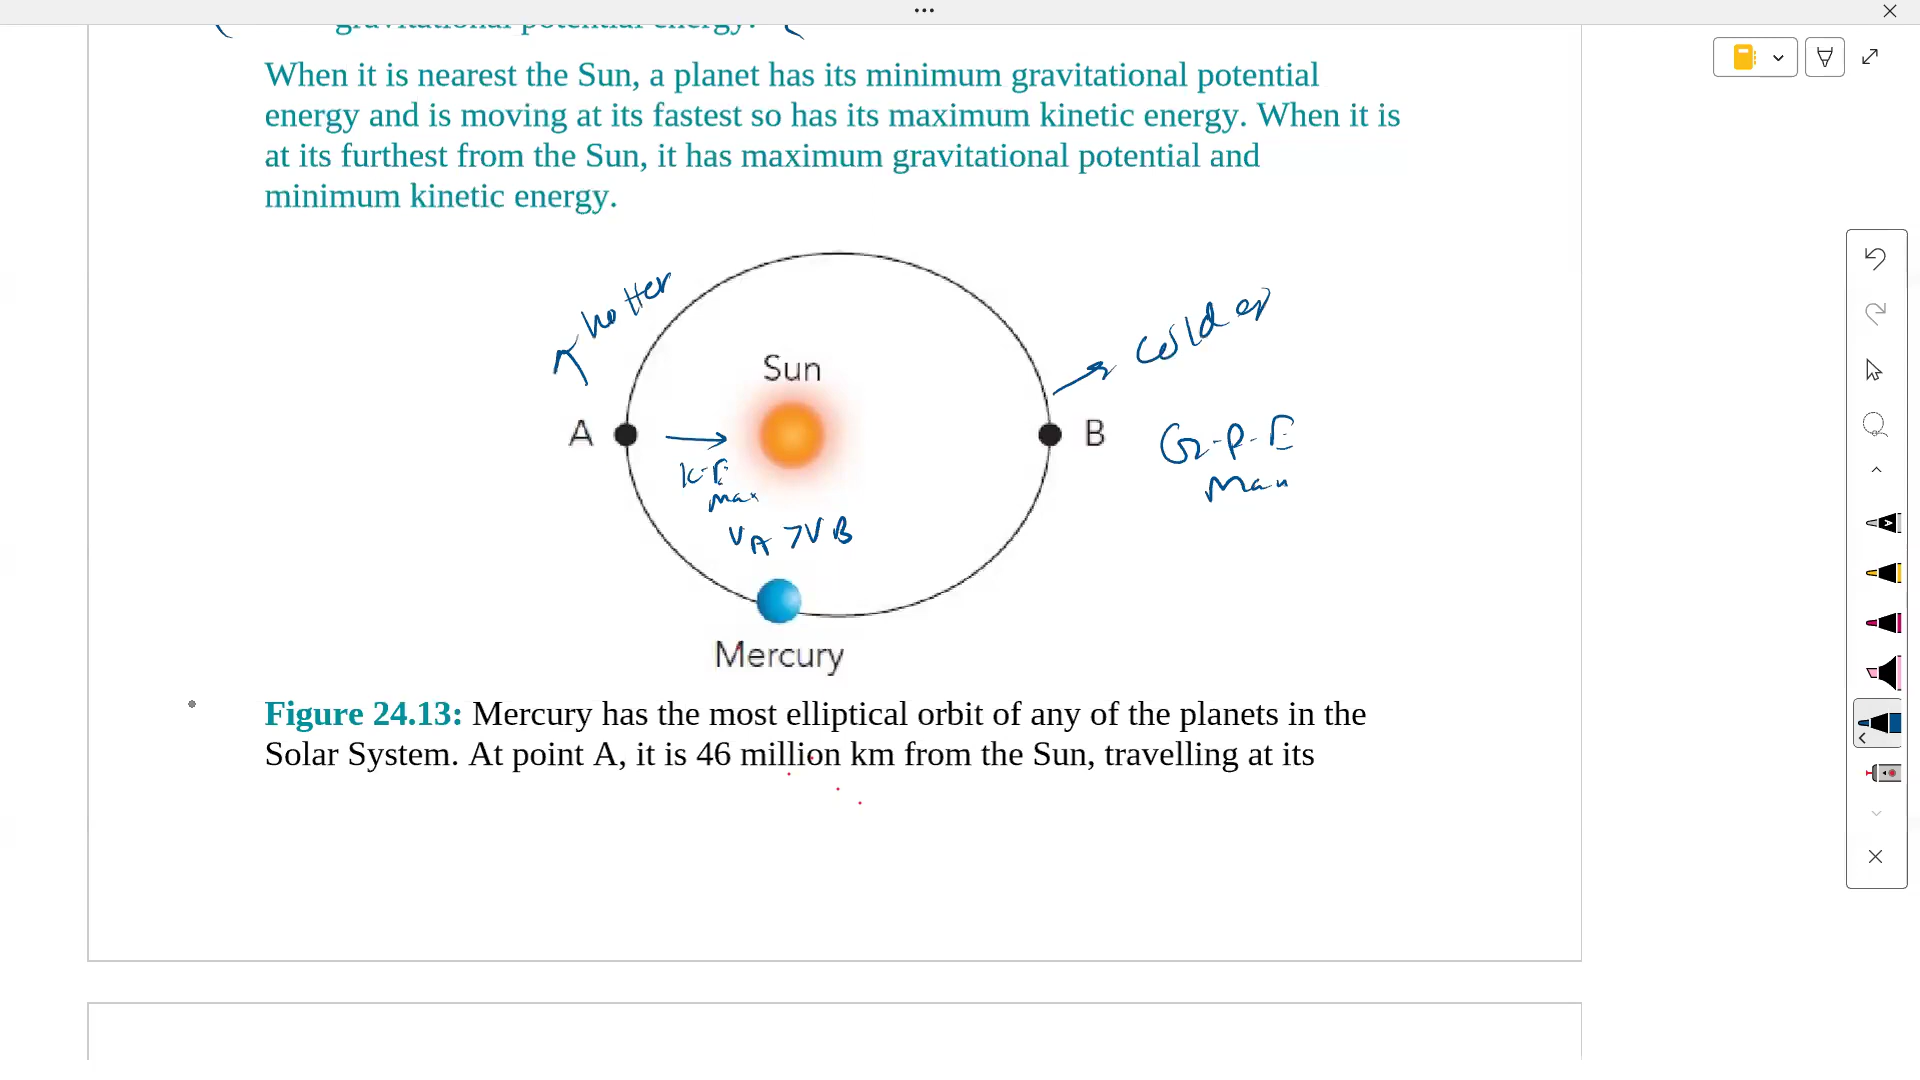 gravitational potential energy.
When it is nearest the Sun, a planet has its minimum gravitational potential
energy and is moving at its fastest so has its maximum kinetic energy. When it is
at its furthest from the Sun, it has maximum gravitational potential and
minimum kinetic energy.
hotter
colder
Sun
A
B
K-E
max
G-P-E
Max
VA > VB
Mercury
Figure 24.13: Mercury has the most elliptical orbit of any of the planets in the
Solar System. At point A, it is 46 million km from the Sun, travelling at its